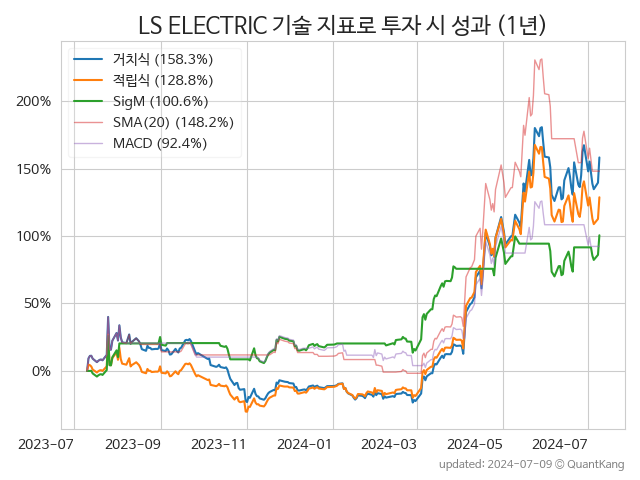 LS ELECTRIC 기술 지표로 투자 시 성과 (1년)
거치식 (158.3%)
적립식 (128.8%)
SigM (100.6%)
SMA(20) (148.2%)
MACD (92.4%)
200%
150%
100%
50%
0%
2023-07 2023-09 2023-11 2024-01 2024-03 2024-05 2024-07
updated: 2024-07-09 ⓒ QuantKang